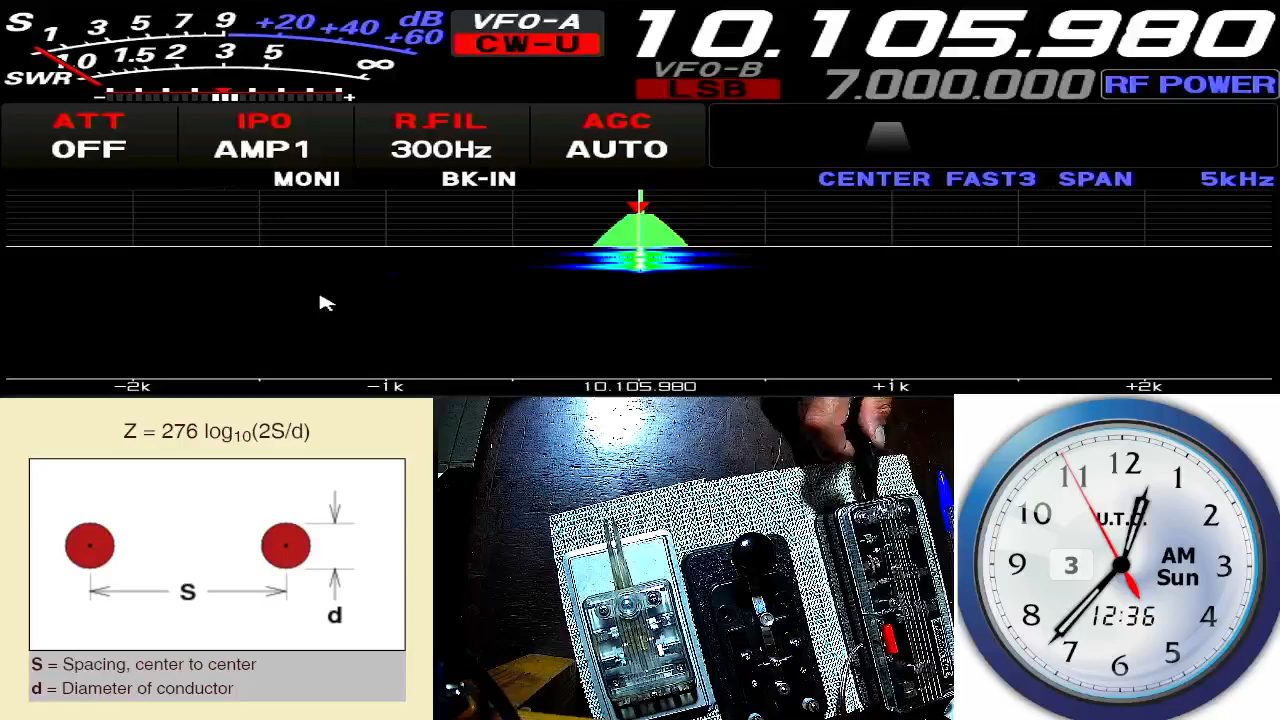 S 1 3 5 7 9 +20 +40 +60 dB
SWR 1.0 1.5 2 3 5 ∞
− +
VFO-A
CW-U
10.105.980
VFO-B
LSB
7.000.000
RF POWER
ATT IPO R.FIL AGC
OFF AMP1 300Hz AUTO
MONI BK-IN CENTER FAST3 SPAN 5kHz
-2k -1k 10.105.980 +1k +2k
Z = 276 log10(2S/d)
S
d
S = Spacing, center to center
d = Diameter of conductor
12
11 1
10 U.T.C. 2
9 3 AM 3
Sun
8 12:36 4
7 5
6